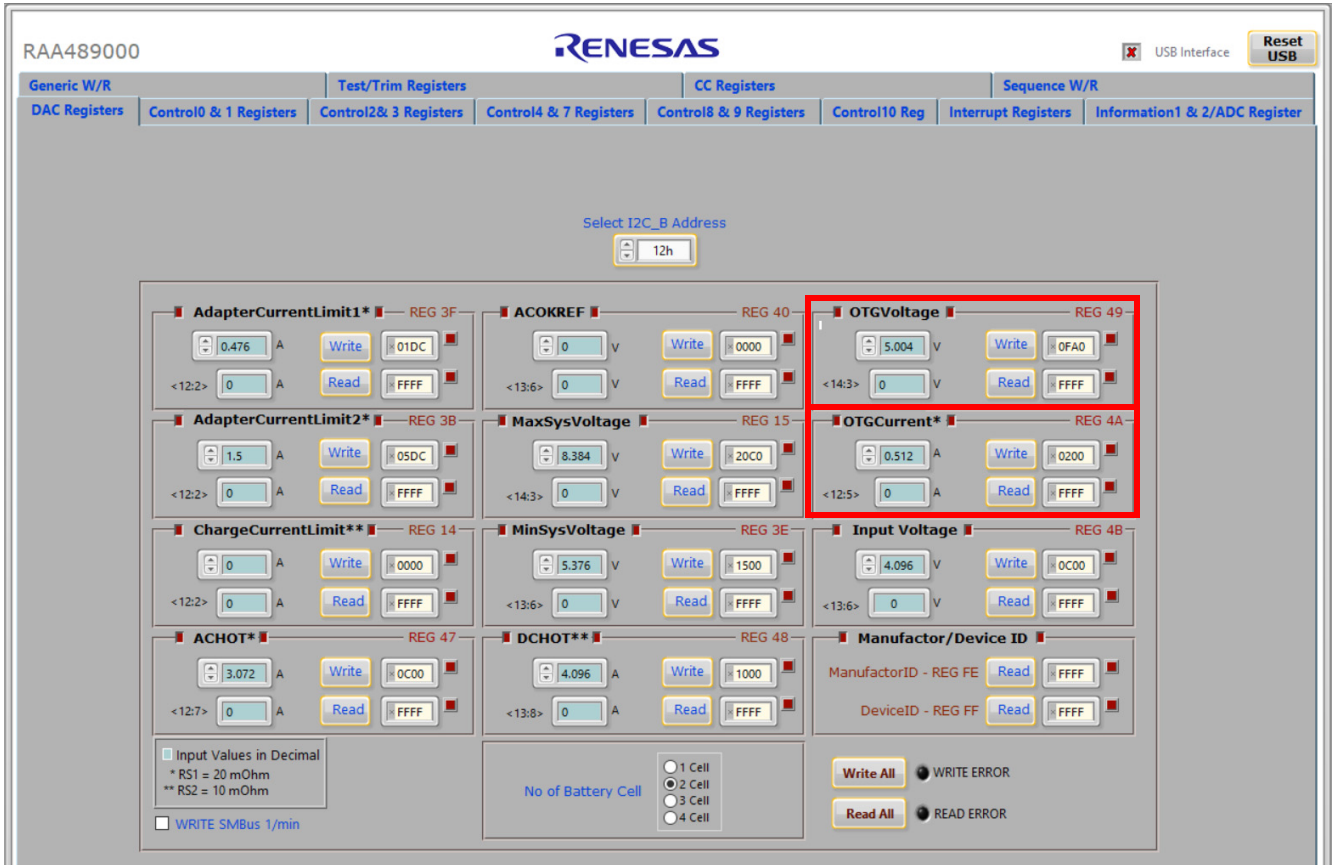 RAA489000
RENESAS
USB Interface
Reset USB
Generic W/R
Test/Trim Registers
CC Registers
Sequence W/R
DAC Registers
Control0 & 1 Registers
Control2& 3 Registers
Control4 & 7 Registers
Control8 & 9 Registers
Control10 Reg
Interrupt Registers
Information1 & 2/ADC Register
Select I2C_B Address
12h
AdapterCurrentLimit1* REG 3F
0.476 A Write x 01DC
<12:2> 0 A Read x FFFF
ACOKREF REG 40
0 V Write x 0000
<13:6> 0 V Read x FFFF
OTGVoltage REG 49
5.004 V Write x 0FA0
<14:3> 0 V Read x FFFF
AdapterCurrentLimit2* REG 3B
1.5 A Write x 05DC
<12:2> 0 A Read x FFFF
MaxSysVoltage REG 15
8.384 V Write x 20C0
<14:3> 0 V Read x FFFF
OTGCurrent* REG 4A
0.512 A Write x 0200
<12:5> 0 A Read x FFFF
ChargeCurrentLimit** REG 14
0 A Write x 0000
<12:2> 0 A Read x FFFF
MinSysVoltage REG 3E
5.376 V Write x 1500
<13:6> 0 V Read x FFFF
Input Voltage REG 4B
4.096 V Write x 0C00
<13:6> 0 V Read x FFFF
ACHOT* REG 47
3.072 A Write x 0C00
<12:7> 0 A Read x FFFF
DCHOT** REG 48
4.096 A Write x 1000
<13:8> 0 A Read x FFFF
Manufactor/Device ID
ManufactorID - REG FE Read x FFFF
DeviceID - REG FF Read x FFFF
Input Values in Decimal
* RS1 = 20 mOhm
** RS2 = 10 mOhm
WRITE SMBus 1/min
No of Battery Cell
1 Cell
2 Cell
3 Cell
4 Cell
Write All WRITE ERROR
Read All READ ERROR